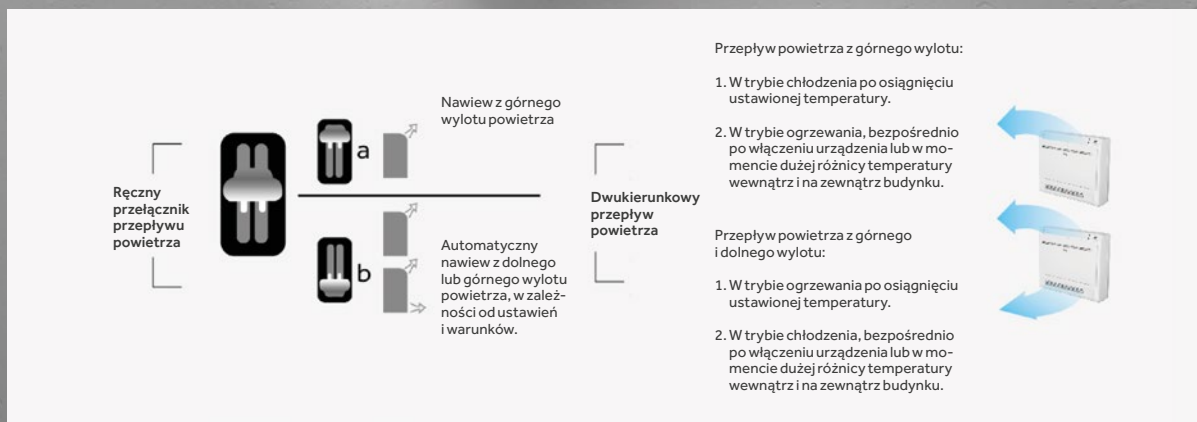 Ręczny
przełącznik
przepływu
powietrza
a
Nawiew z górnego
wylotu powietrza
b
Automatyczny
nawiew z dolnego
lub górnego wylotu
powietrza, w zależ-
ności od ustawień
i warunków.
Dwukierunkowy
przepływ
powietrza
Przepływ powietrza z górnego wylotu:
1. W trybie chłodzenia po osiągnięciu
ustawionej temperatury.
2. W trybie ogrzewania, bezpośrednio
po włączeniu urządzenia lub w mo-
mencie dużej różnicy temperatury
wewnątrz i na zewnątrz budynku.
Przepływ powietrza z górnego
i dolnego wylotu:
1. W trybie ogrzewania po osiągnięciu
ustawionej temperatury.
2. W trybie chłodzenia, bezpośrednio
po włączeniu urządzenia lub w mo-
mencie dużej różnicy temperatury
wewnątrz i na zewnątrz budynku.